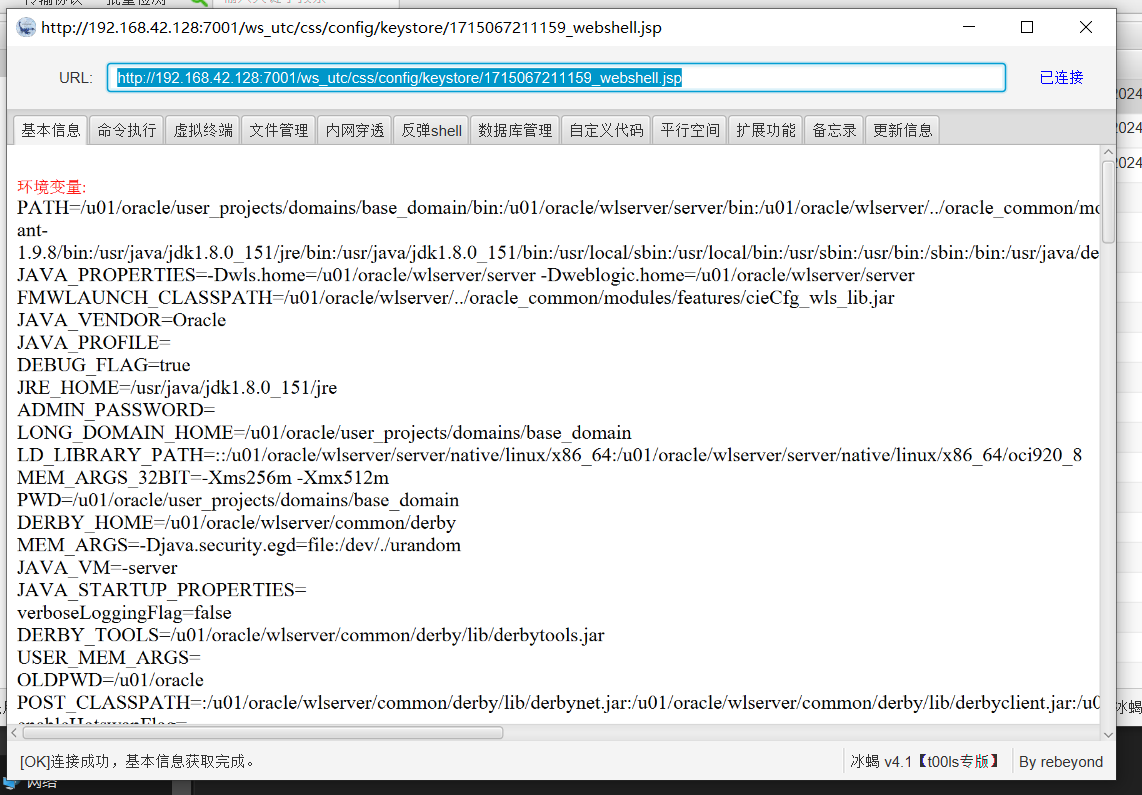 http://192.168.42.128:7001/ws_utc/css/config/keystore/1715067211159_webshell.jsp
URL: http://192.168.42.128:7001/ws_utc/css/config/keystore/1715067211159_webshell.jsp 已连接
基本信息 命令执行 虚拟终端 文件管理 内网穿透 反弹shell 数据库管理 自定义代码 平行空间 扩展功能 备忘录 更新信息
环境变量:
PATH=/u01/oracle/user_projects/domains/base_domain/bin:/u01/oracle/wlserver/server/bin:/u01/oracle/wlserver/../oracle_common/mo
ant-
1.9.8/bin:/usr/java/jdk1.8.0_151/jre/bin:/usr/java/jdk1.8.0_151/bin:/usr/local/sbin:/usr/local/bin:/usr/sbin:/usr/bin:/sbin:/bin:/usr/java/de
JAVA_PROPERTIES=-Dwls.home=/u01/oracle/wlserver/server -Dweblogic.home=/u01/oracle/wlserver/server
FMWLAUNCH_CLASSPATH=/u01/oracle/wlserver/../oracle_common/modules/features/cieCfg_wls_lib.jar
JAVA_VENDOR=Oracle
JAVA_PROFILE=
DEBUG_FLAG=true
JRE_HOME=/usr/java/jdk1.8.0_151/jre
ADMIN_PASSWORD=
LONG_DOMAIN_HOME=/u01/oracle/user_projects/domains/base_domain
LD_LIBRARY_PATH=::/u01/oracle/wlserver/server/native/linux/x86_64:/u01/oracle/wlserver/server/native/linux/x86_64/oci920_8
MEM_ARGS_32BIT=-Xms256m -Xmx512m
PWD=/u01/oracle/user_projects/domains/base_domain
DERBY_HOME=/u01/oracle/wlserver/common/derby
MEM_ARGS=-Djava.security.egd=file:/dev/./urandom
JAVA_VM=-server
JAVA_STARTUP_PROPERTIES=
verboseLoggingFlag=false
DERBY_TOOLS=/u01/oracle/wlserver/common/derby/lib/derbytools.jar
USER_MEM_ARGS=
OLDPWD=/u01/oracle
POST_CLASSPATH=:/u01/oracle/wlserver/common/derby/lib/derbynet.jar:/u01/oracle/wlserver/common/derby/lib/derbyclient.jar:/u0
[OK]连接成功，基本信息获取完成。 冰蝎 v4.1【t00ls专版】 By rebeyond
2024
2024
2024
冰蝎
网络